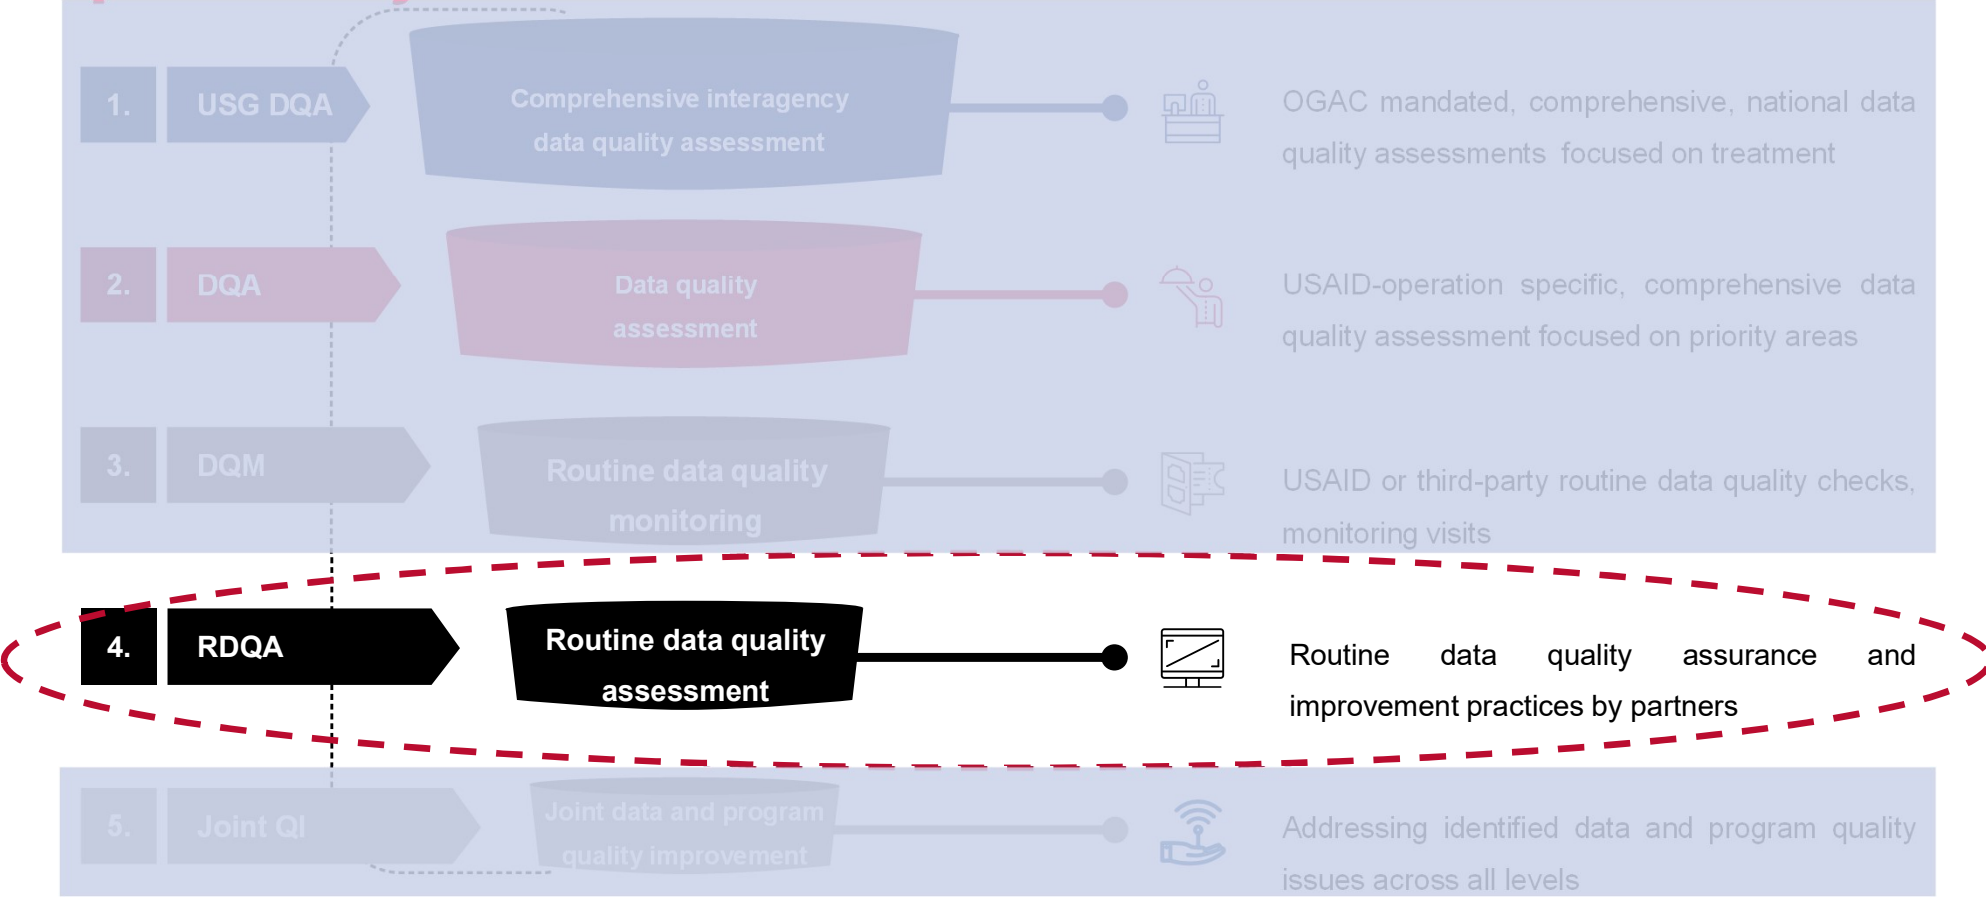 1. USG DQA
Comprehensive interagency
data quality assessment
OGAC mandated, comprehensive, national data
quality assessments focused on treatment
2. DQA
Data quality
assessment
USAID-operation specific, comprehensive data
quality assessment focused on priority areas
3. DQM
Routine data quality
monitoring
USAID or third-party routine data quality checks,
monitoring visits
4. RDQA
Routine data quality
assessment
Routine data quality assurance and
improvement practices by partners
5. Joint QI
Joint data and program
quality improvement
Addressing identified data and program quality
issues across all levels